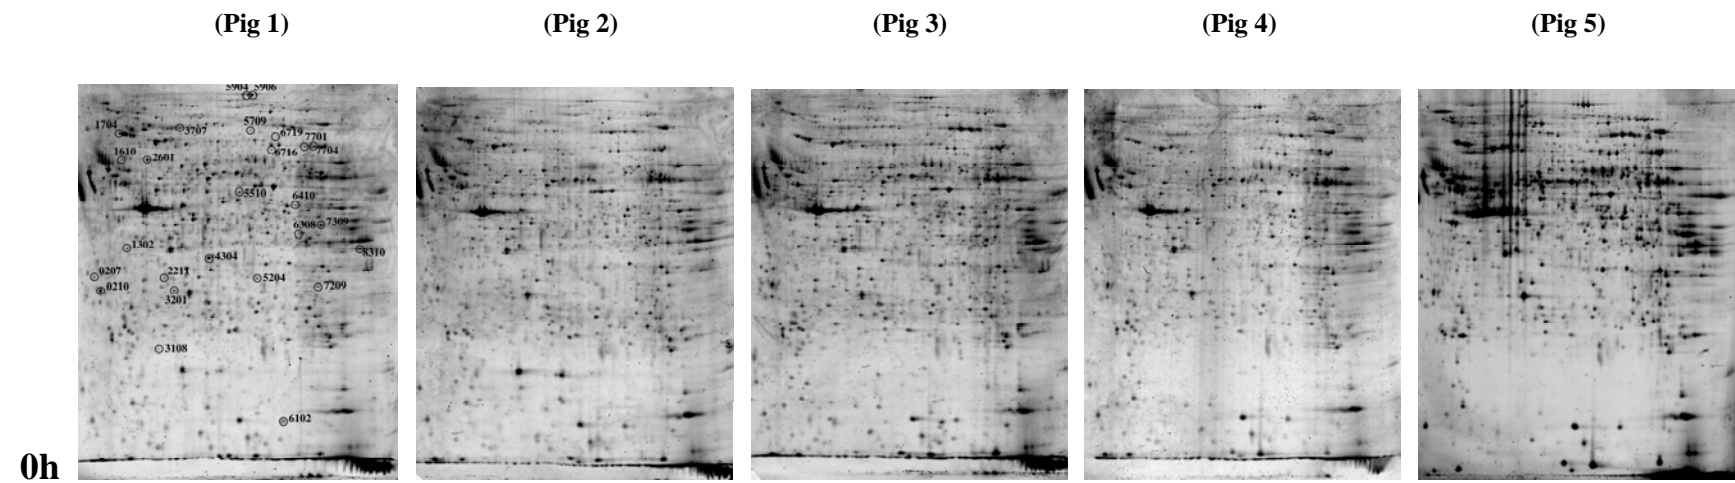 (Pig 1) (Pig 2) (Pig 3) (Pig 4) (Pig 5)
5904 5906
1704 3707 5709 6719 7701
1610 2601 6716 7704
5510
6410
6308 7309
1302 4304 8310
0207 2211 5204
0210 3201 7209
3108
6102
0h